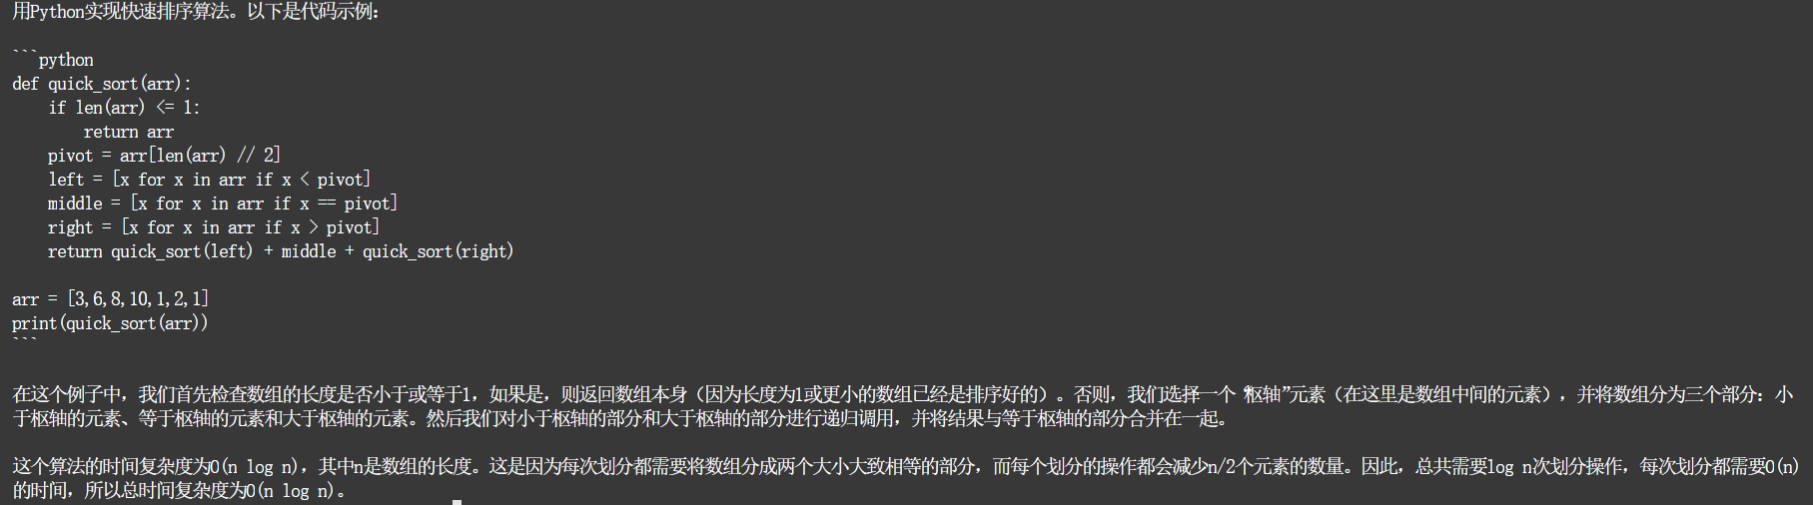 用Python实现快速排序算法。以下是代码示例：
```python
def quick_sort(arr):
    if len(arr) <= 1:
        return arr
    pivot = arr[len(arr) // 2]
    left = [x for x in arr if x < pivot]
    middle = [x for x in arr if x == pivot]
    right = [x for x in arr if x > pivot]
    return quick_sort(left) + middle + quick_sort(right)
arr = [3,6,8,10,1,2,1]
print(quick_sort(arr))
```
在这个例子中，我们首先检查数组的长度是否小于或等于1，如果是，则返回数组本身（因为长度为1或更小的数组已经是排序好的）。否则，我们选择一个“枢轴”元素（在这里是数组中间的元素），并将数组分为三个部分：小
于枢轴的元素、等于枢轴的元素和大于枢轴的元素。然后我们对小于枢轴的部分和大于枢轴的部分进行递归调用，并将结果与等于枢轴的部分合并在一起。
这个算法的时间复杂度为O(n log n)，其中n是数组的长度。这是因为每次划分都需要将数组分成两个大小大致相等的部分，而每个划分的操作都会减少n/2个元素的数量。因此，总共需要log n次划分操作，每次划分都需要O(n)
的时间，所以总时间复杂度为O(n log n)。